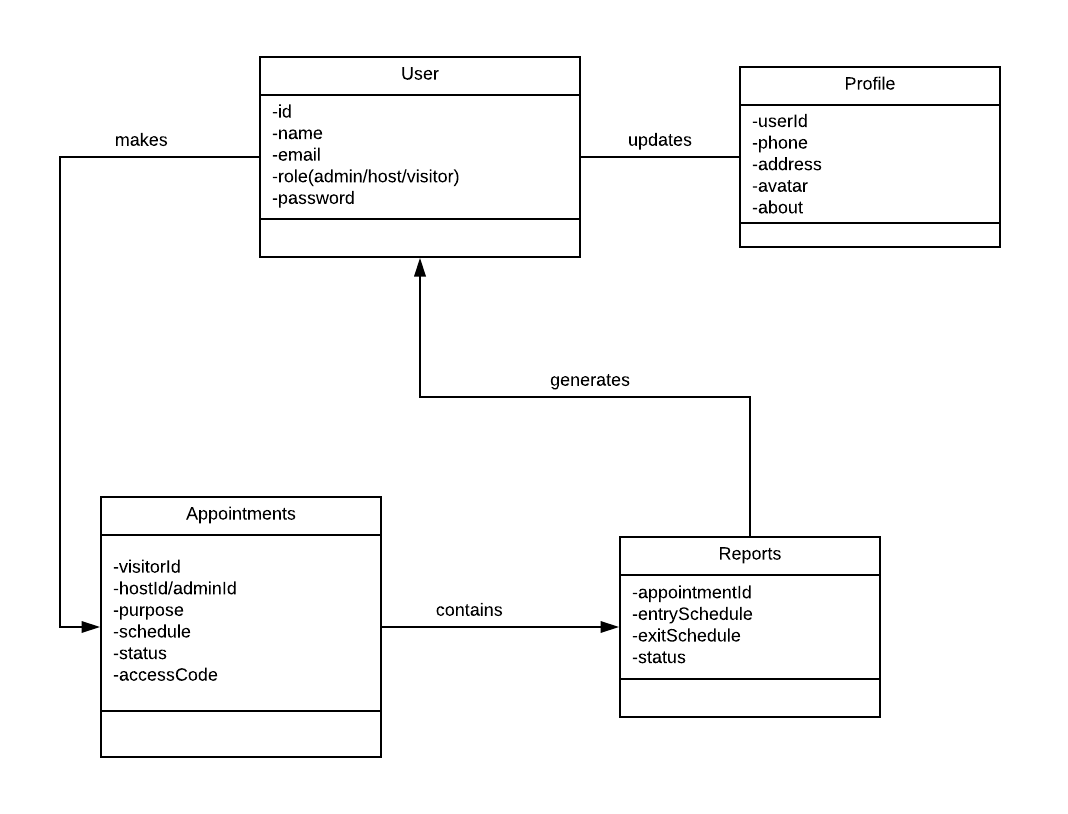 User
-id
-name
-email
-role(admin/host/visitor)
-password
Profile
-userId
-phone
-address
-avatar
-about
makes
updates
generates
Appointments
-visitorId
-hostId/adminId
-purpose
-schedule
-status
-accessCode
contains
Reports
-appointmentId
-entrySchedule
-exitSchedule
-status